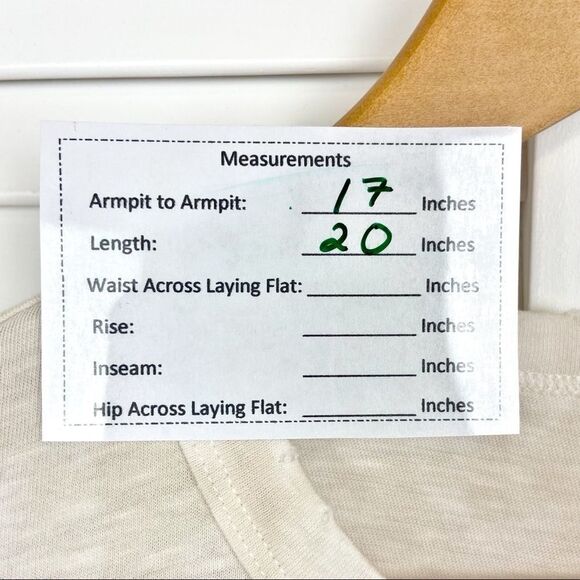 Measurements
Armpit to Armpit: 17 Inches
Length: 20 Inches
Waist Across Laying Flat: Inches
Rise: Inches
Inseam: Inches
Hip Across Laying Flat: Inches